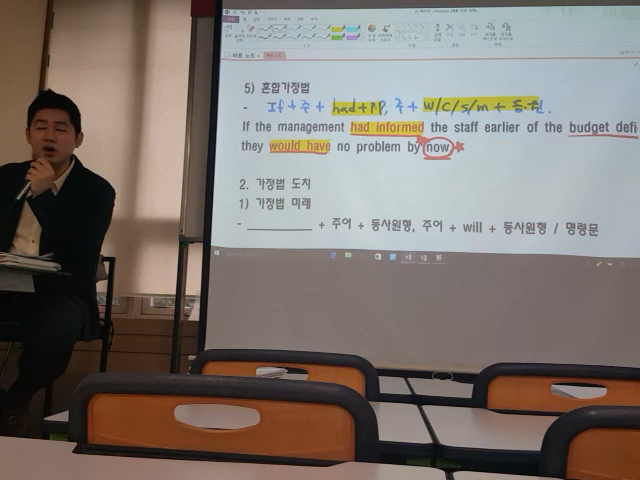 5) 혼합가정법
- If + 주 + had + P.P, 주 + W/C/S/M + 동.원.
If the management had informed the staff earlier of the budget defi
they would have no problem by now
2. 가정법 도치
1) 가정법 미래
- __________ + 주어 + 동사원형, 주어 + will + 동사원형 / 명령문